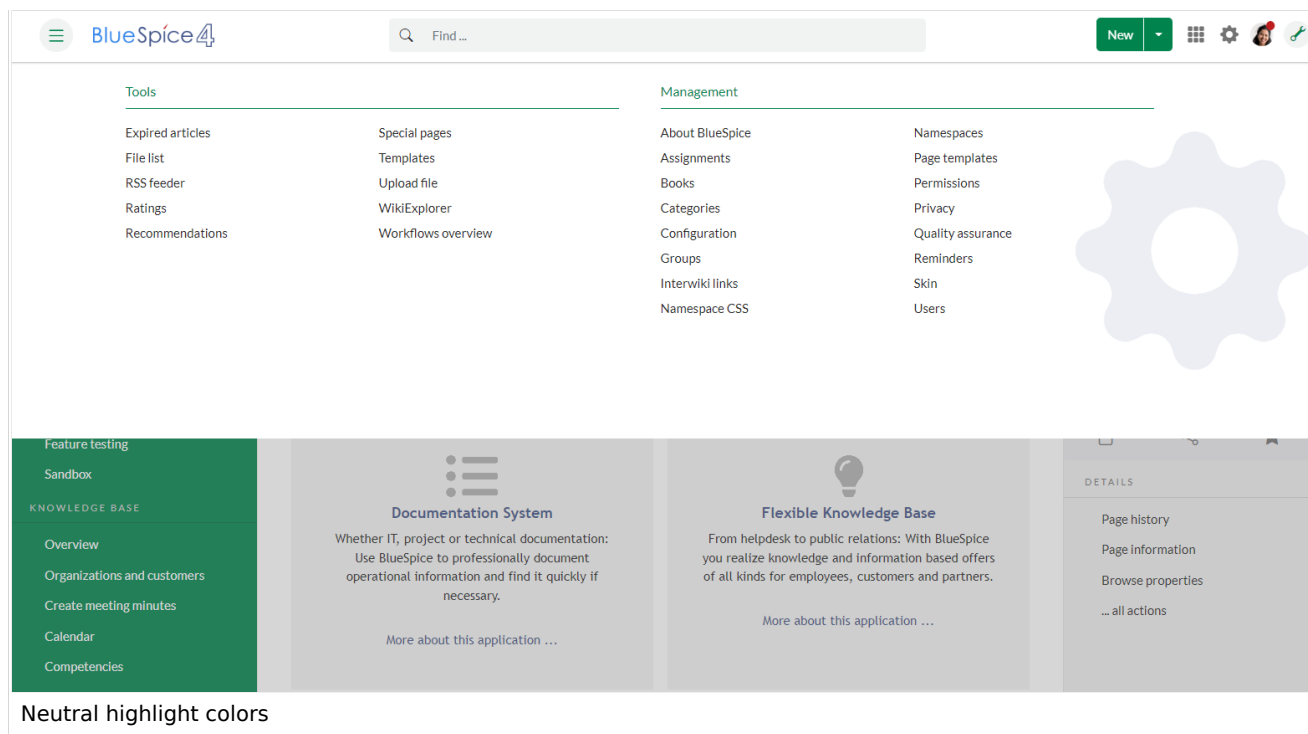 BlueSpice 4
Find ...
New
Tools
Expired articles
File list
RSS feeder
Ratings
Recommendations
Special pages
Templates
Upload file
WikiExplorer
Workflows overview
Management
About BlueSpice
Assignments
Books
Categories
Configuration
Groups
Interwiki links
Namespace CSS
Namespaces
Page templates
Permissions
Privacy
Quality assurance
Reminders
Skin
Users
Feature testing
Sandbox
KNOWLEDGE BASE
Overview
Organizations and customers
Create meeting minutes
Calendar
Competencies
Documentation System
Whether IT, project or technical documentation:
Use BlueSpice to professionally document
operational information and find it quickly if
necessary.
More about this application ...
Flexible Knowledge Base
From helpdesk to public relations: With BlueSpice
you realize knowledge and information based offers
of all kinds for employees, customers and partners.
More about this application ...
DETAILS
Page history
Page information
Browse properties
... all actions
Neutral highlight colors